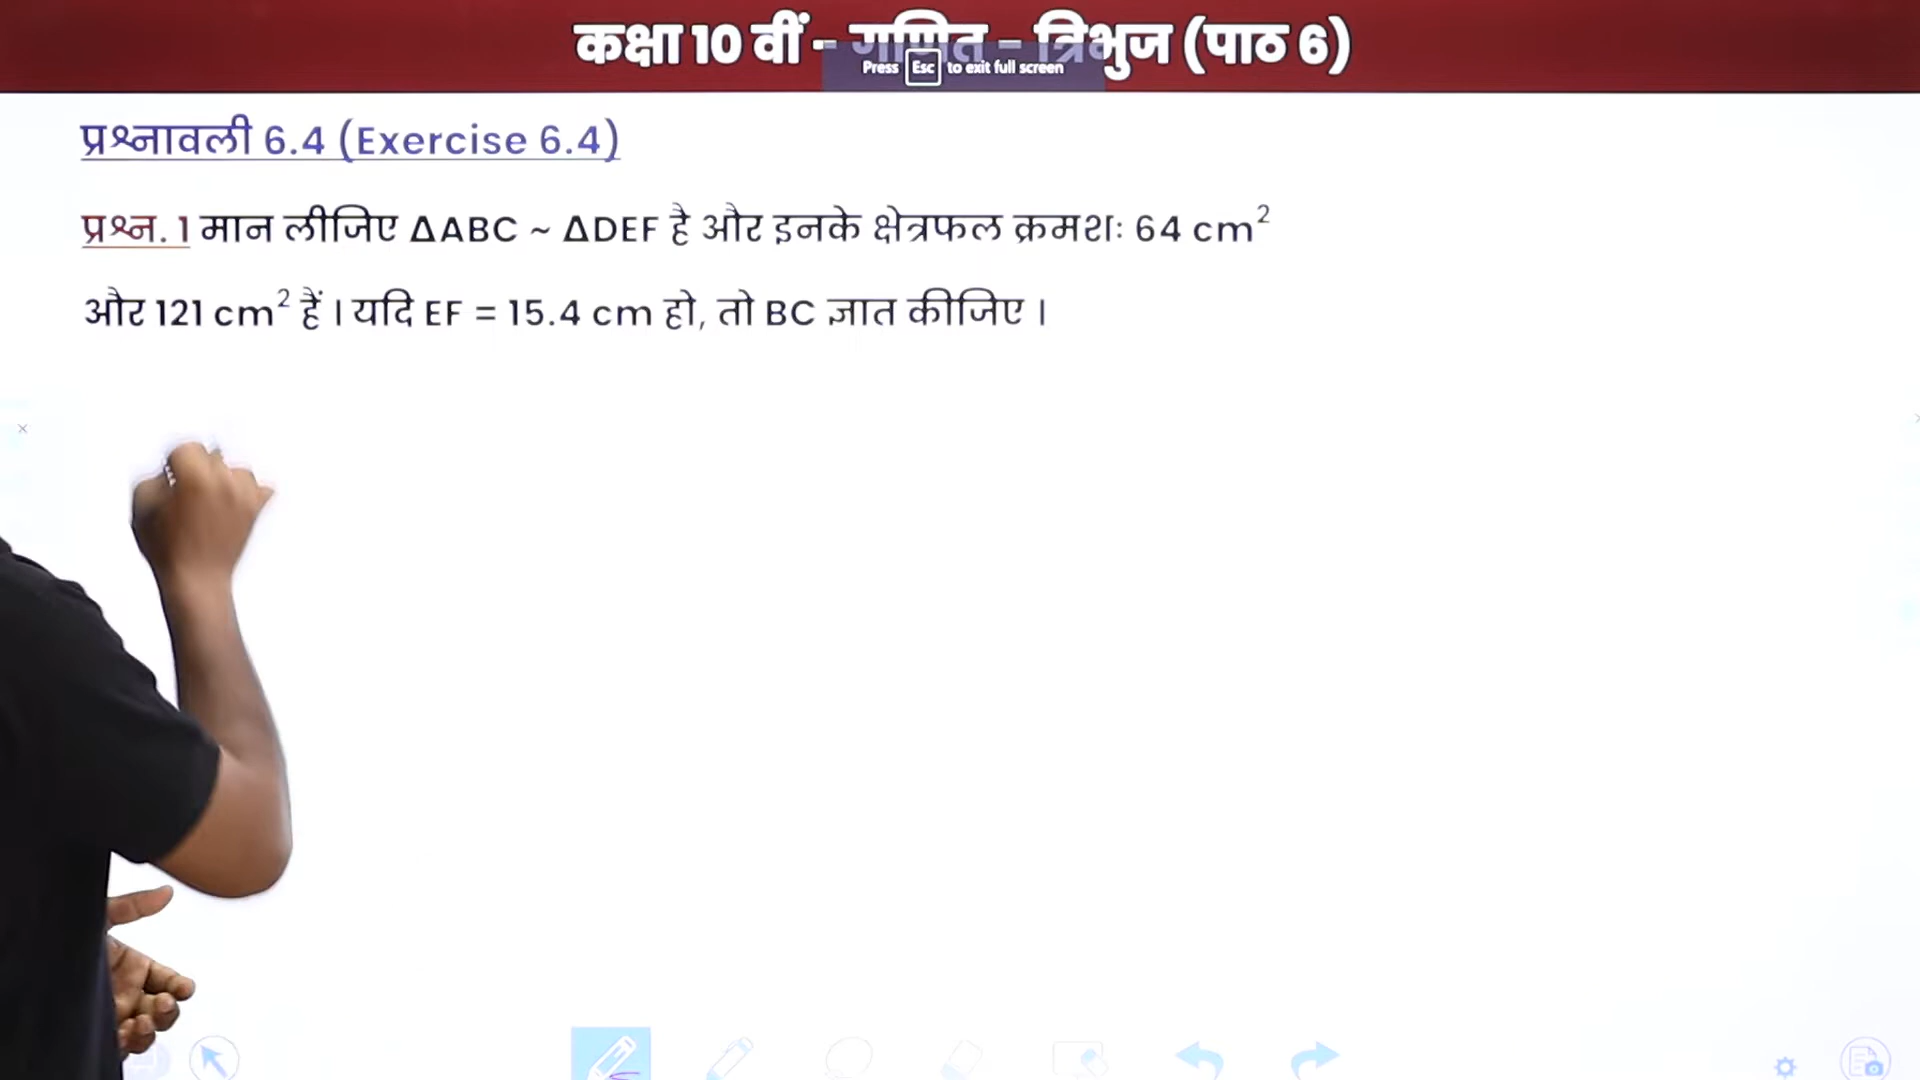 कक्षा 10 वीं - गणित - त्रिभुज (पाठ 6)
Press Esc to exit full screen
प्रश्नावली 6.4 (Exercise 6.4)
प्रश्न. 1 मान लीजिए ΔABC ~ ΔDEF है और इनके क्षेत्रफल क्रमशः 64 cm²
और 121 cm² हैं । यदि EF = 15.4 cm हो, तो BC ज्ञात कीजिए ।